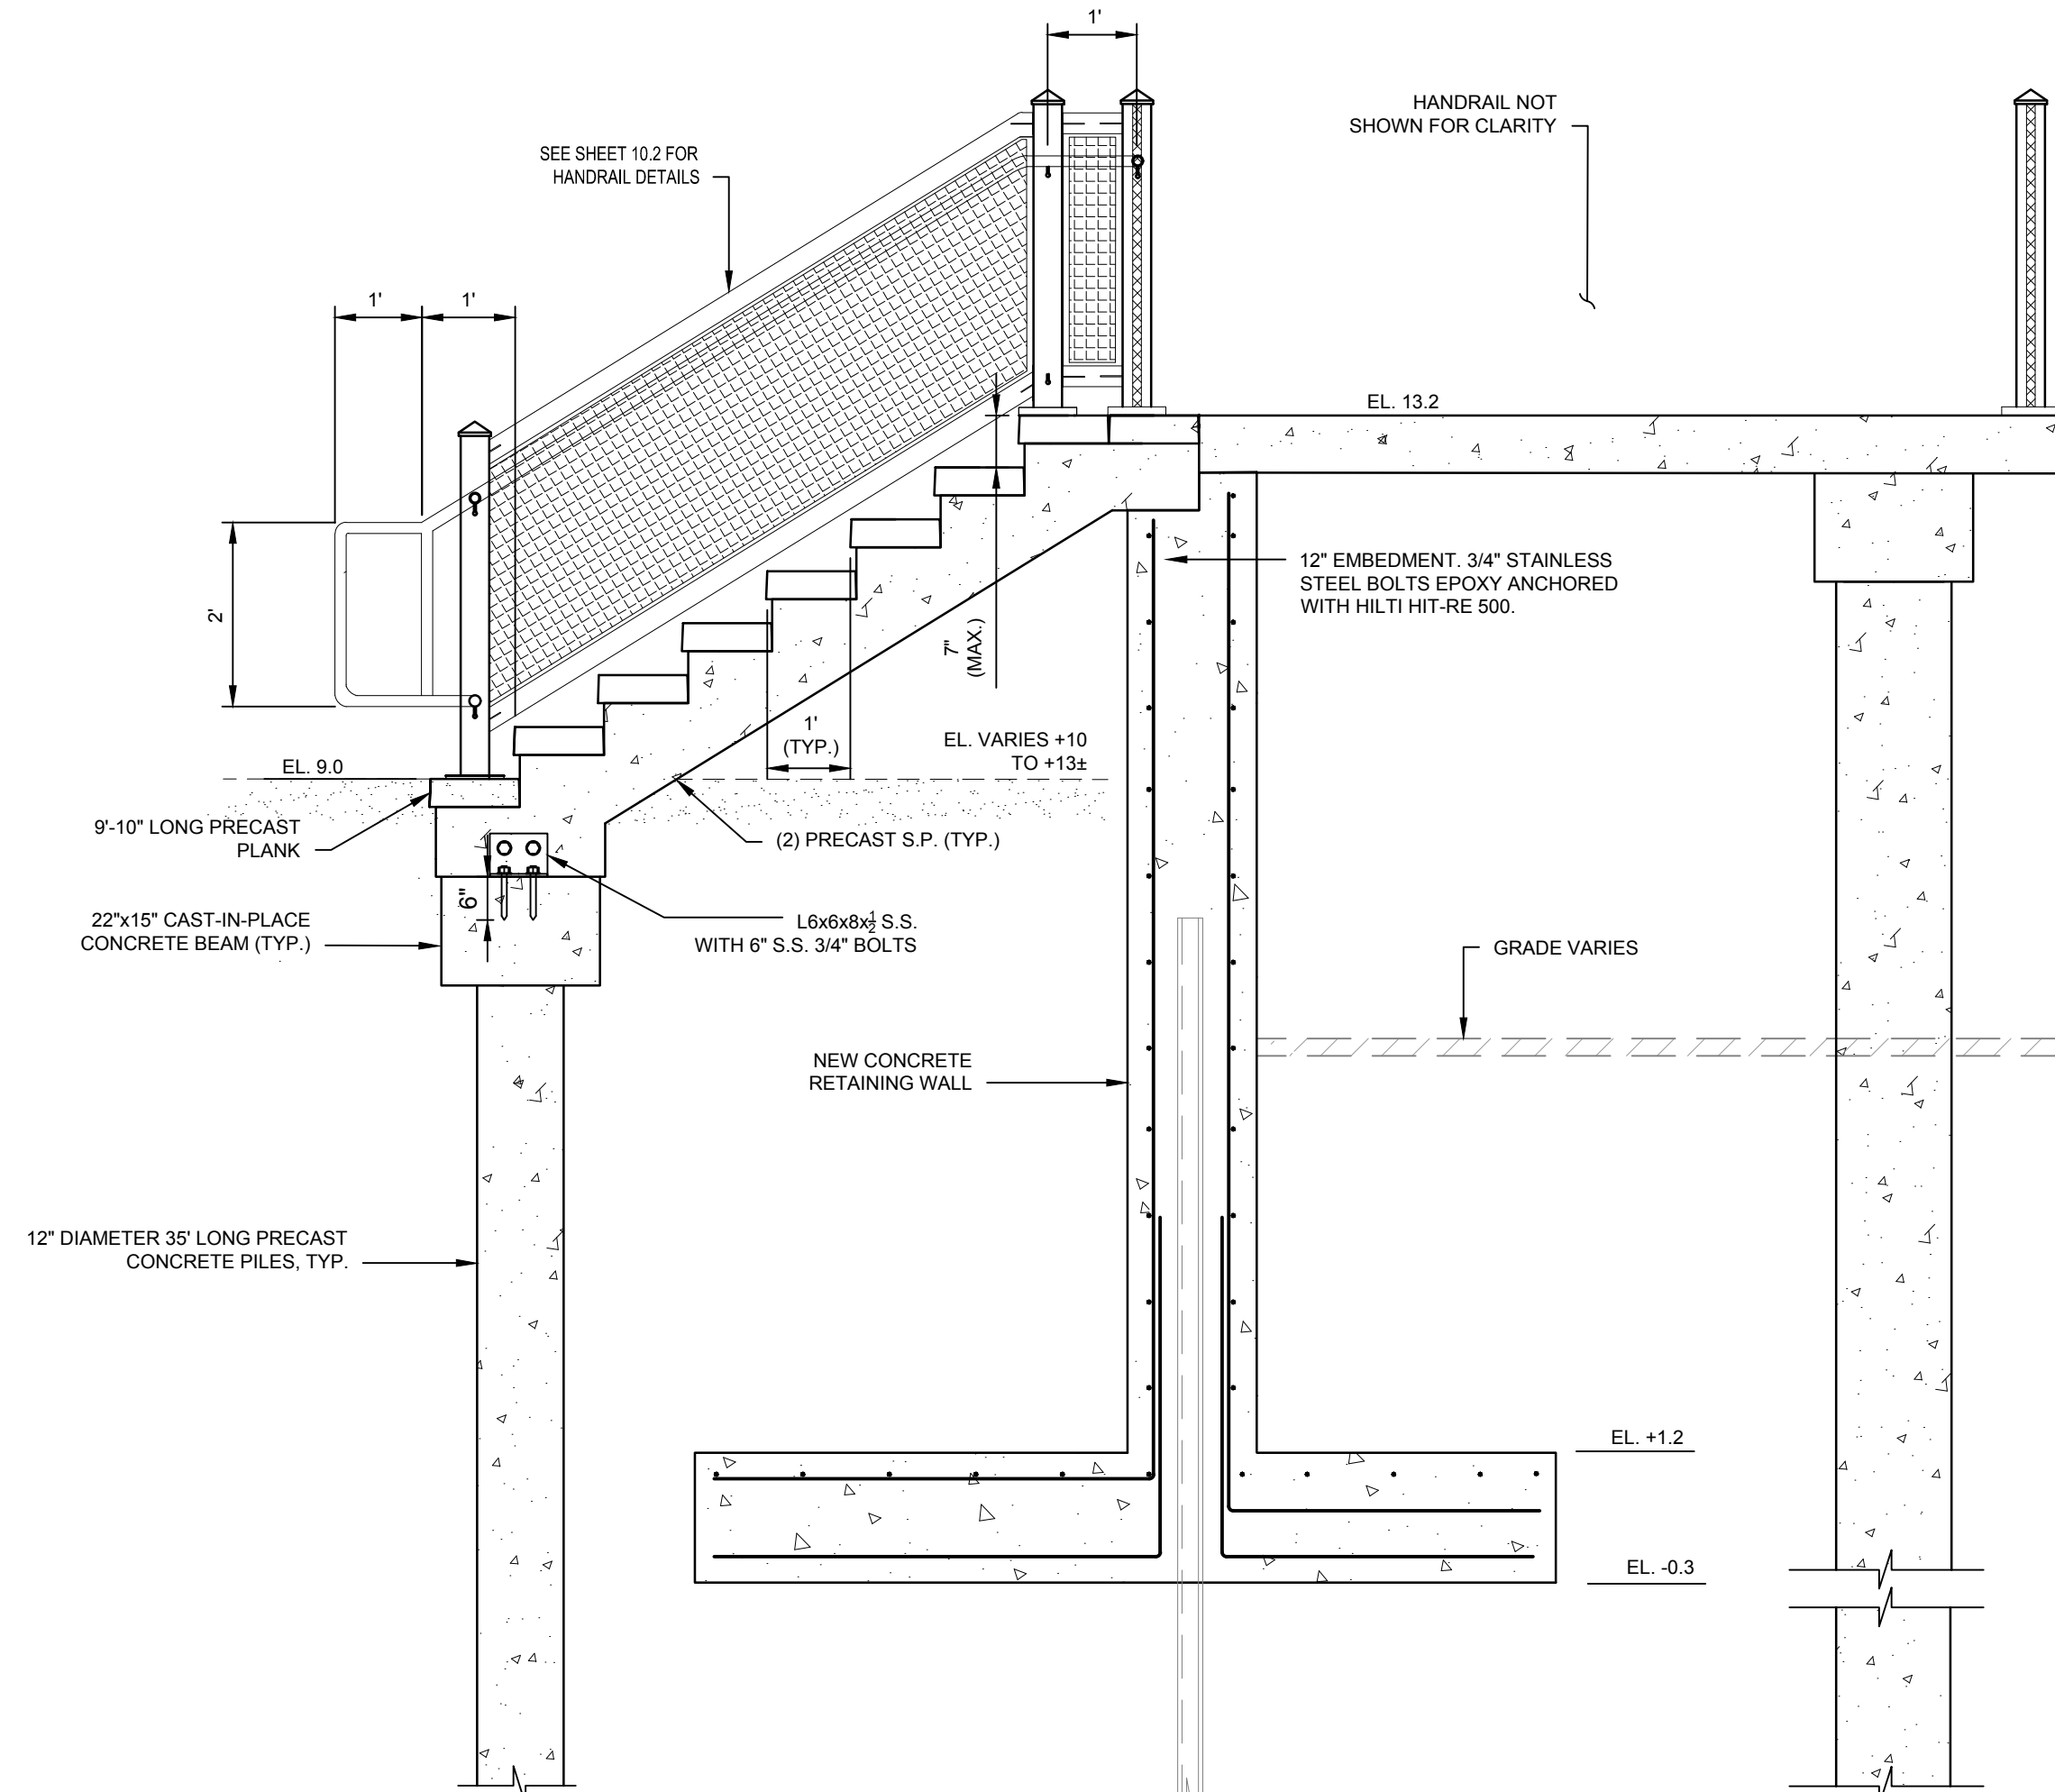 1'
HANDRAIL NOT
SHOWN FOR CLARITY
SEE SHEET 10.2 FOR
HANDRAIL DETAILS
1'
1'
EL. 13.2
12" EMBEDMENT. 3/4" STAINLESS
STEEL BOLTS EPOXY ANCHORED
WITH HILTI HIT-RE 500.
2'
7"
(MAX.)
1'
(TYP.)
EL. VARIES +10
TO +13±
EL. 9.0
9'-10" LONG PRECAST
PLANK
(2) PRECAST S.P. (TYP.)
6"
22"x15" CAST-IN-PLACE
CONCRETE BEAM (TYP.)
L6x6x8x½ S.S.
WITH 6" S.S. 3/4" BOLTS
GRADE VARIES
NEW CONCRETE
RETAINING WALL
12" DIAMETER 35' LONG PRECAST
CONCRETE PILES, TYP.
EL. +1.2
EL. -0.3